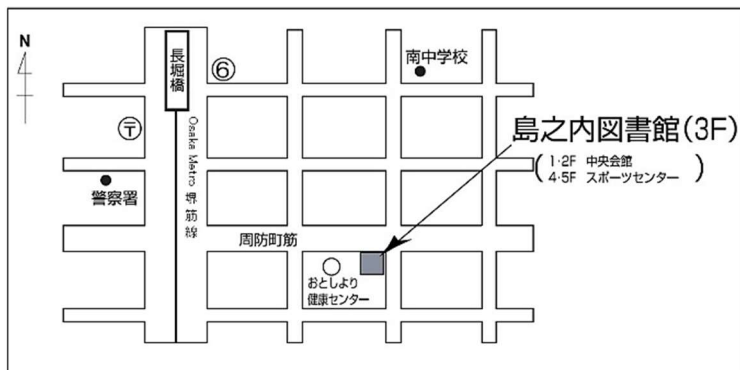 N
長堀橋
⑥
南中学校
〒
Osaka Metro 堺筋線
島之内図書館(3F)
(1・2F 中央会館
4・5F スポーツセンター)
警察署
周防町筋
おとしより
健康センター